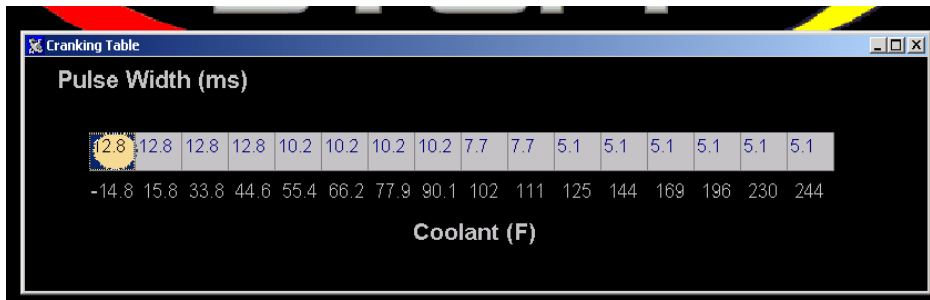 Cranking Table
Pulse Width (ms)
12.8 12.8 12.8 12.8 10.2 10.2 10.2 10.2 7.7 7.7 5.1 5.1 5.1 5.1 5.1 5.1
-14.8 15.8 33.8 44.6 55.4 66.2 77.9 90.1 102 111 125 144 169 196 230 244
Coolant (F)